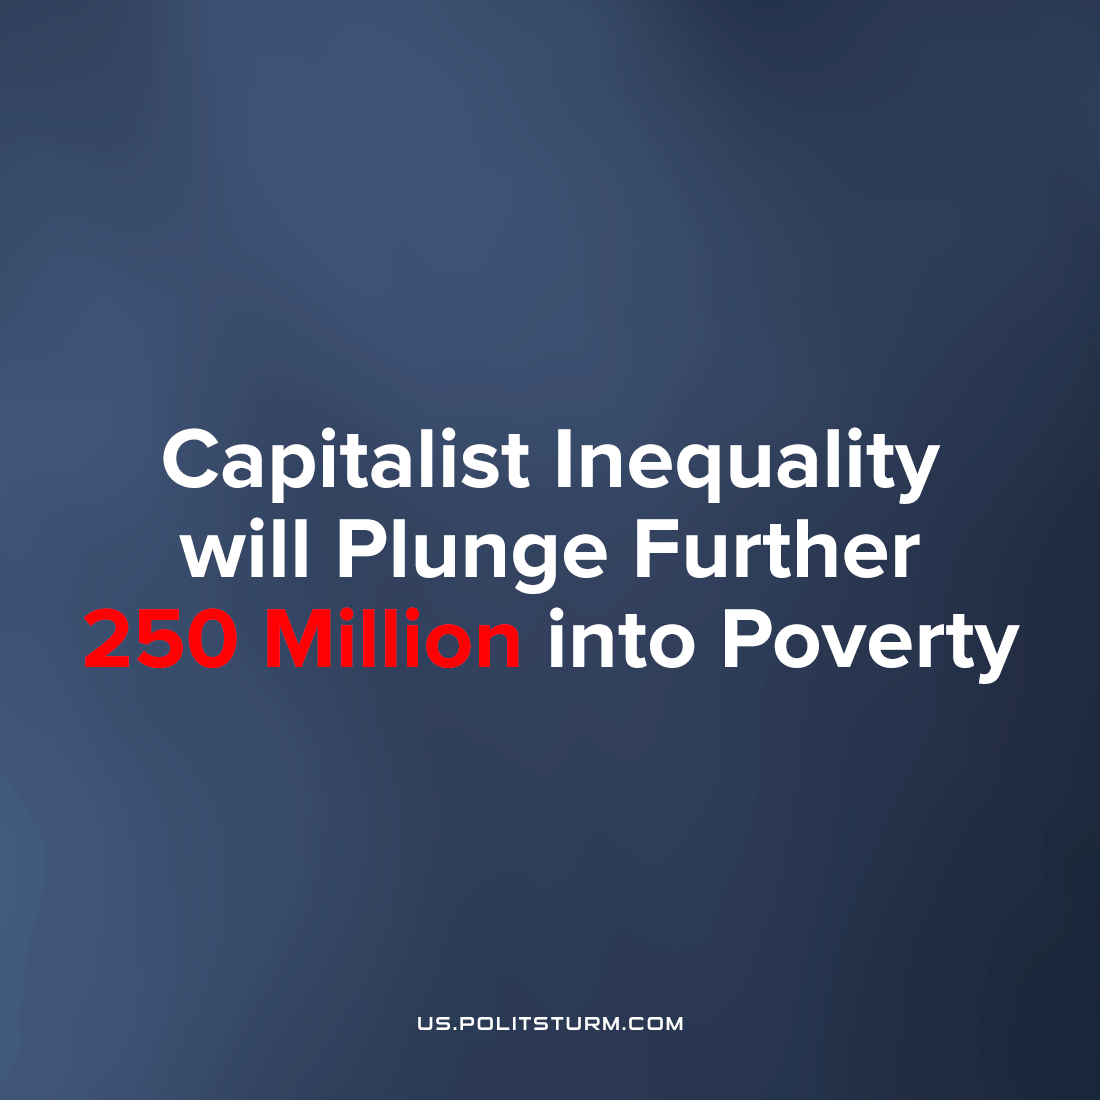 Capitalist Inequality
will Plunge Further
250 Million into Poverty
US.POLITSTURM.COM